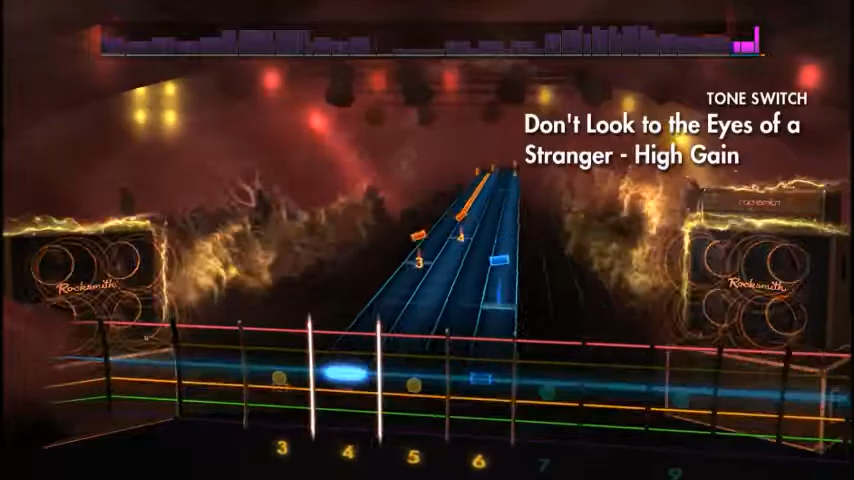 TONE SWITCH
Don't Look to the Eyes of a
Stranger - High Gain
rocksmith
Rocksmith
Rocksmith
3
4
3
4
5
6
7
9